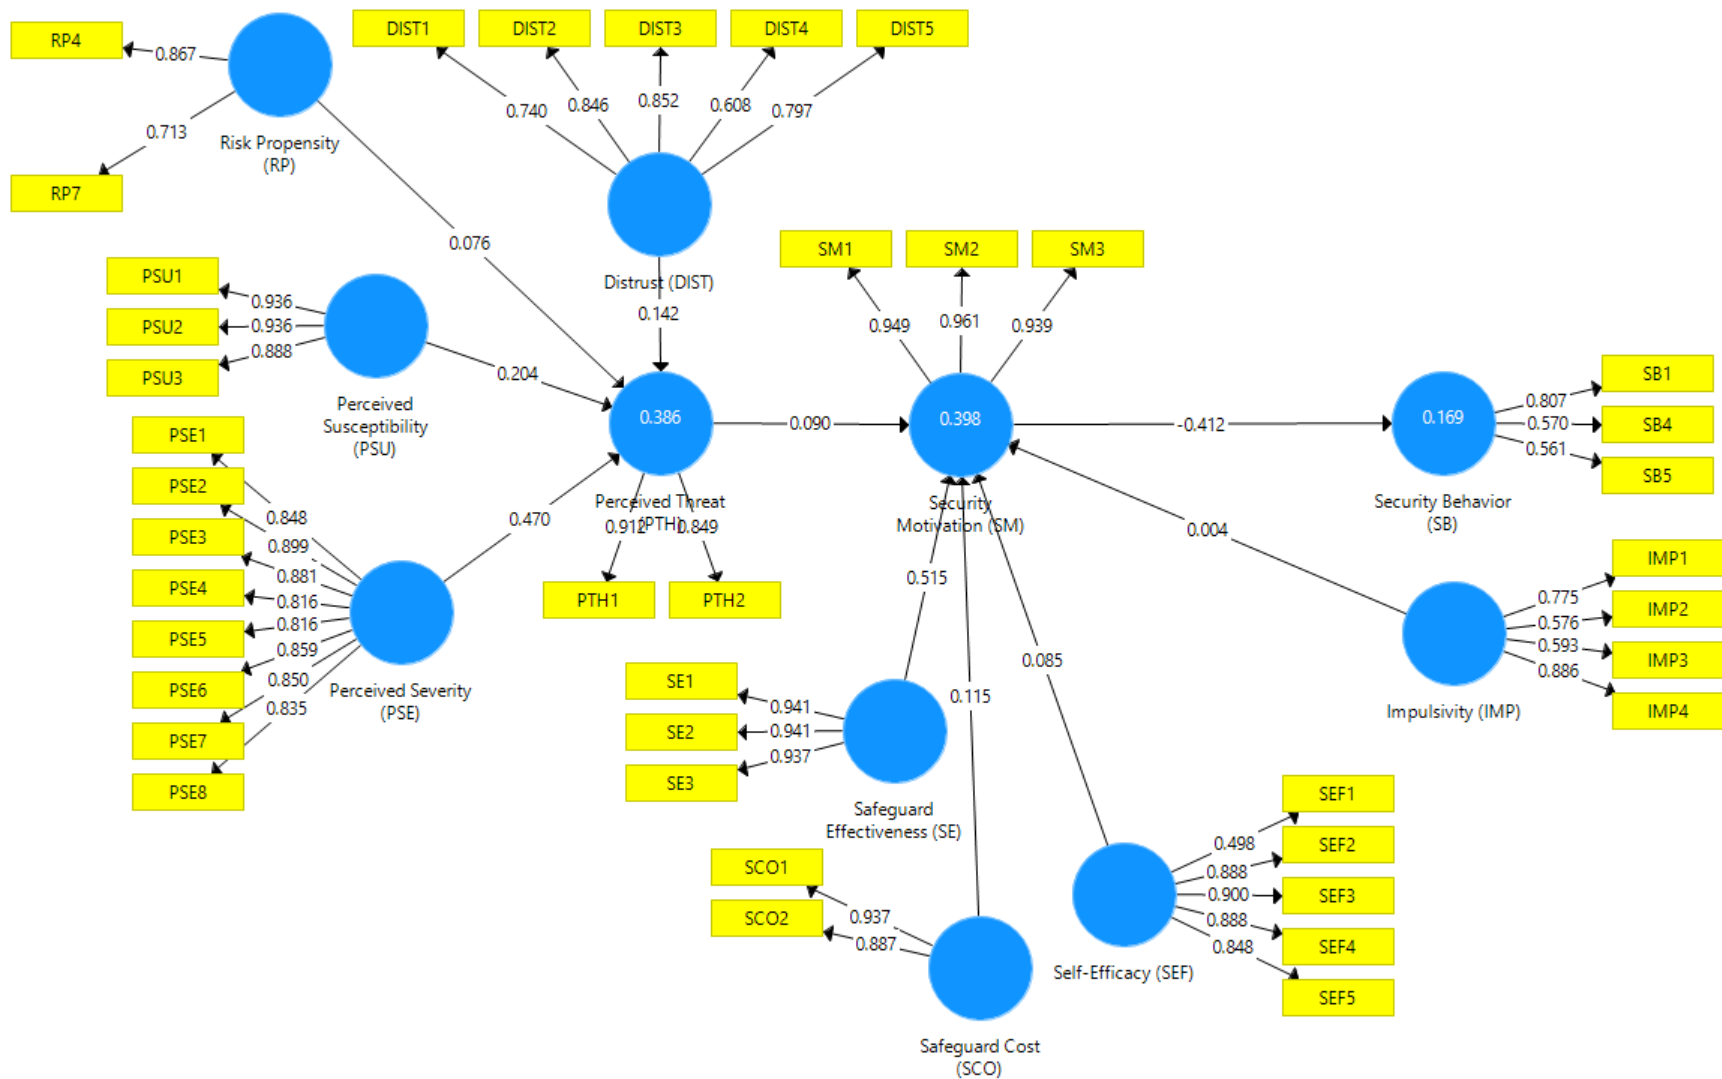 RP4
0.867
0.713
RP7
Risk Propensity
(RP)
DIST1
DIST2
DIST3
DIST4
DIST5
0.740
0.846
0.852
0.608
0.797
Distrust (DIST)
0.076
0.142
PSU1
PSU2
PSU3
0.936
0.936
0.888
Perceived
Susceptibility
(PSU)
0.204
SM1
SM2
SM3
0.949
0.961
0.939
0.386
0.090
0.398
-0.412
0.169
SB1
SB4
SB5
0.807
0.570
0.561
Perceived Threat
(PTH)
0.912
0.849
PTH1
PTH2
Security
Motivation (SM)
Security Behavior
(SB)
PSE1
PSE2
PSE3
PSE4
PSE5
PSE6
PSE7
PSE8
0.848
0.899
0.881
0.816
0.816
0.859
0.850
0.835
0.470
Perceived Severity
(PSE)
0.515
0.004
IMP1
IMP2
IMP3
IMP4
0.775
0.576
0.593
0.886
Impulsivity (IMP)
SE1
SE2
SE3
0.941
0.941
0.937
Safeguard
Effectiveness (SE)
0.115
0.085
SCO1
SCO2
0.937
0.887
Safeguard Cost
(SCO)
SEF1
SEF2
SEF3
SEF4
SEF5
0.498
0.888
0.900
0.888
0.848
Self-Efficacy (SEF)